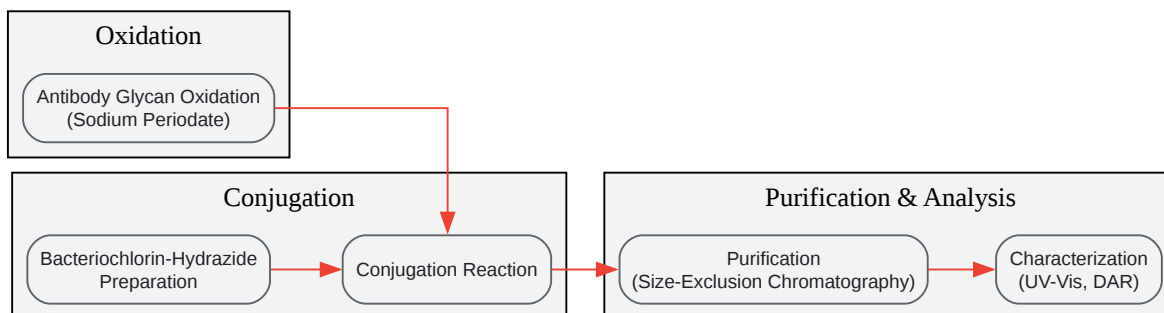 Oxidation
Antibody Glycan Oxidation
(Sodium Periodate)
Conjugation
Bacteriochlorin-Hydrazide
Preparation
Conjugation Reaction
Purification & Analysis
Purification
(Size-Exclusion Chromatography)
Characterization
(UV-Vis, DAR)